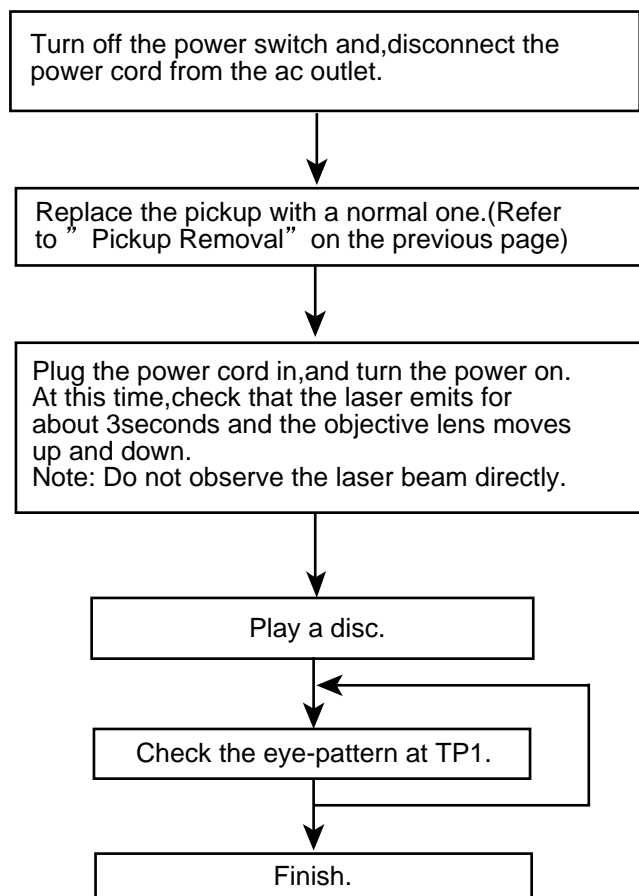 Turn off the power switch and,disconnect the
power cord from the ac outlet.
Replace the pickup with a normal one.(Refer
to ” Pickup Removal” on the previous page)
Plug the power cord in,and turn the power on.
At this time,check that the laser emits for
about 3seconds and the objective lens moves
up and down.
Note: Do not observe the laser beam directly.
Play a disc.
Check the eye-pattern at TP1.
Finish.